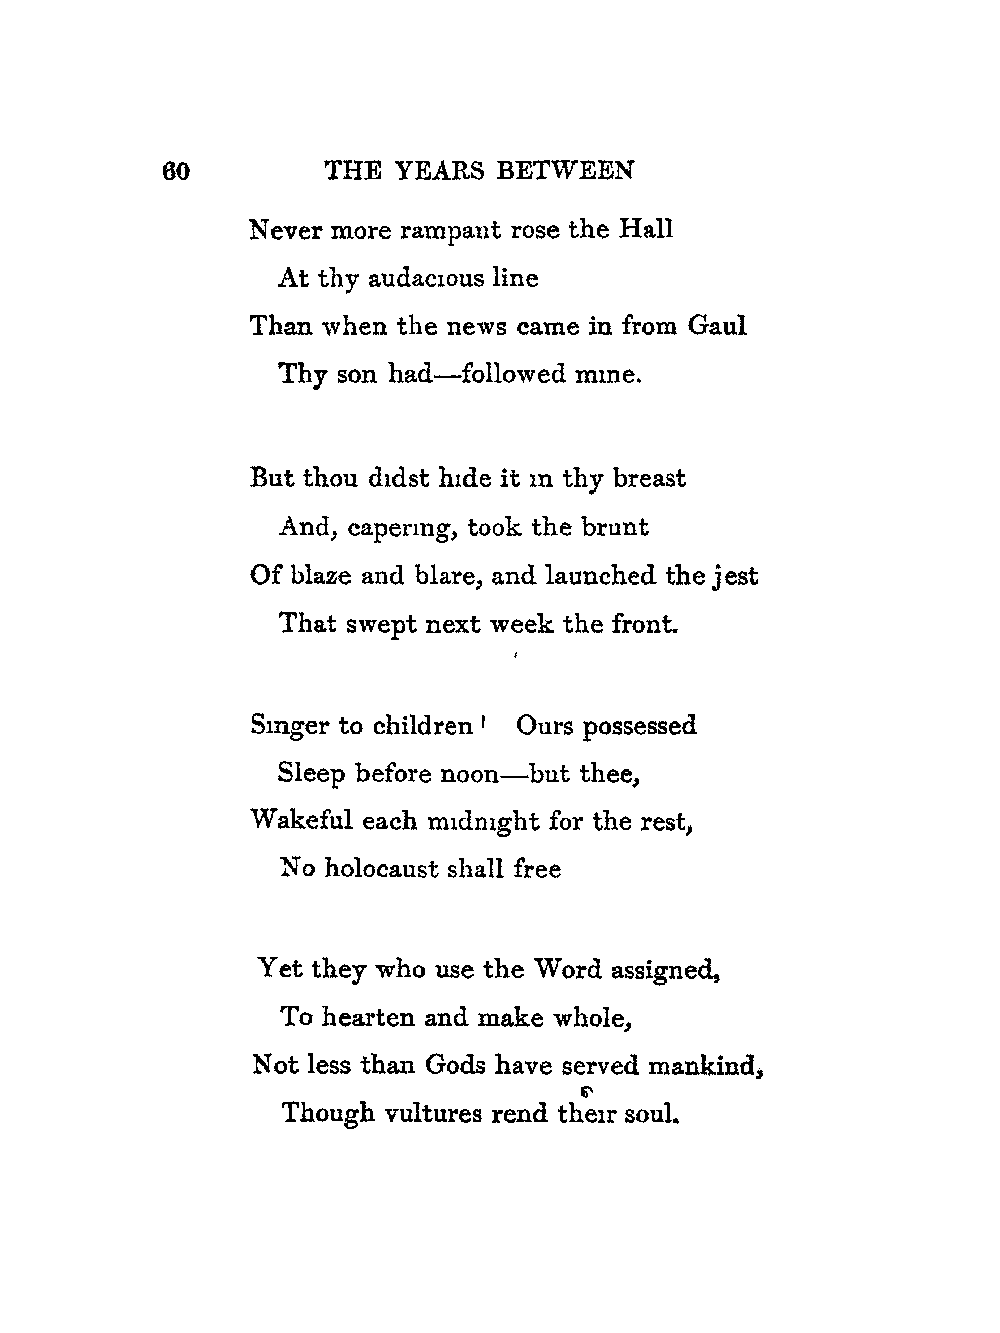 60 THE YEARS BETWEEN
Never more rampant rose the Hall
At thy audacious line
Than when the news came in from Gaul
Thy son had—followed mine.
But thou didst hide it in thy breast
And, capering, took the brunt
Of blaze and blare, and launched the jest
That swept next week the front.
Singer to children! Ours possessed
Sleep before noon—but thee,
Wakeful each midnight for the rest,
No holocaust shall free
Yet they who use the Word assigned,
To hearten and make whole,
Not less than Gods have served mankind,
Though vultures rend their soul.